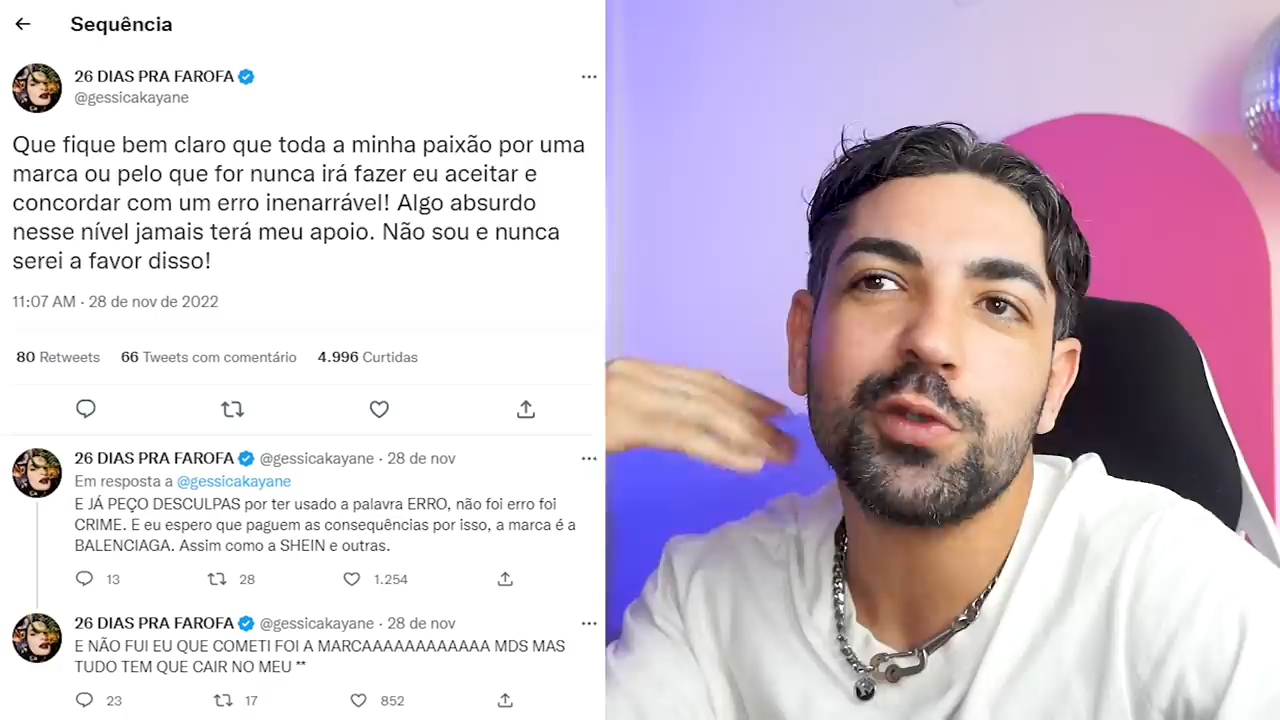 Sequência
26 DIAS PRA FAROFA
@gessicakayane
Que fique bem claro que toda a minha paixão por uma
marca ou pelo que for nunca irá fazer eu aceitar e
concordar com um erro inenarrável! Algo absurdo
nesse nível jamais terá meu apoio. Não sou e nunca
serei a favor disso!
11:07 AM · 28 de nov de 2022
80 Retweets 66 Tweets com comentário 4.996 Curtidas
26 DIAS PRA FAROFA @gessicakayane · 28 de nov
Em resposta a @gessicakayane
E JÁ PEÇO DESCULPAS por ter usado a palavra ERRO, não foi erro foi
CRIME. E eu espero que paguem as consequências por isso, a marca é a
BALENCIAGA. Assim como a SHEIN e outras.
13 28 1.254
26 DIAS PRA FAROFA @gessicakayane · 28 de nov
E NÃO FUI EU QUE COMETI FOI A MARCAAAAAAAAAAA MDS MAS
TUDO TEM QUE CAIR NO MEU **
23 17 852